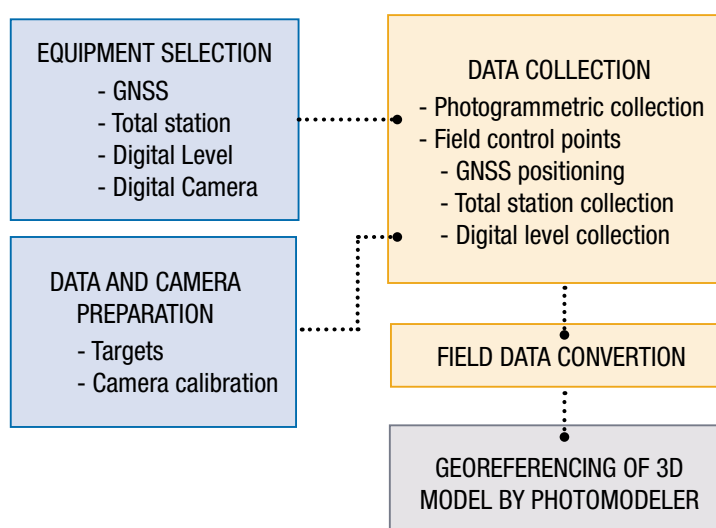 EQUIPMENT SELECTION
- GNSS
- Total station
- Digital Level
- Digital Camera
DATA AND CAMERA
PREPARATION
- Targets
- Camera calibration
DATA COLLECTION
- Photogrammetric collection
- Field control points
- GNSS positioning
- Total station collection
- Digital level collection
FIELD DATA CONVERTION
GEOREFERENCING OF 3D
MODEL BY PHOTOMODELER